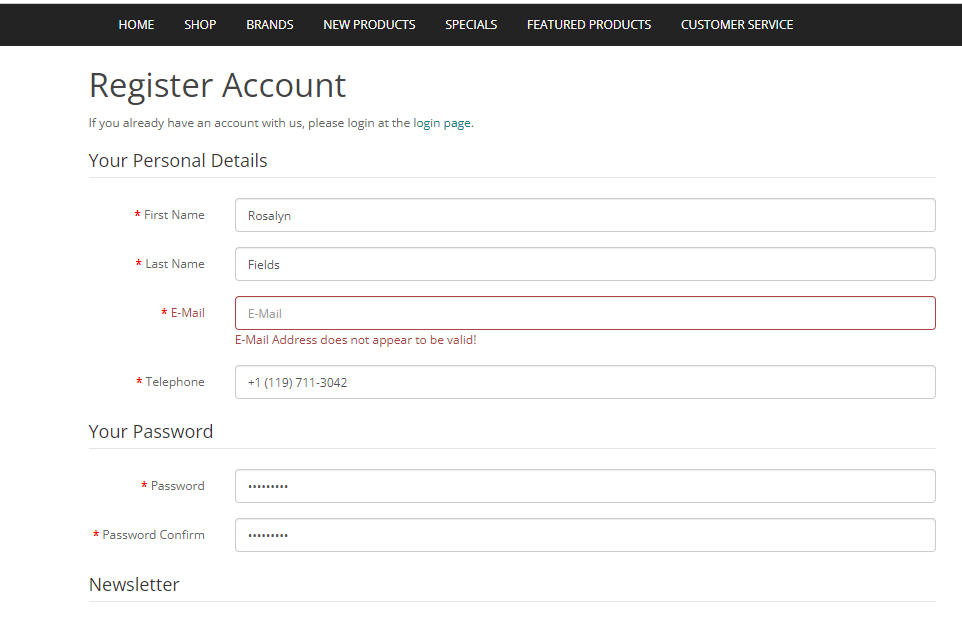 HOME SHOP BRANDS NEW PRODUCTS SPECIALS FEATURED PRODUCTS CUSTOMER SERVICE
Register Account
If you already have an account with us, please login at the login page.
Your Personal Details
* First Name Rosalyn
* Last Name Fields
* E-Mail E-Mail
E-Mail Address does not appear to be valid!
* Telephone +1 (119) 711-3042
Your Password
* Password •••••••••
* Password Confirm •••••••••
Newsletter